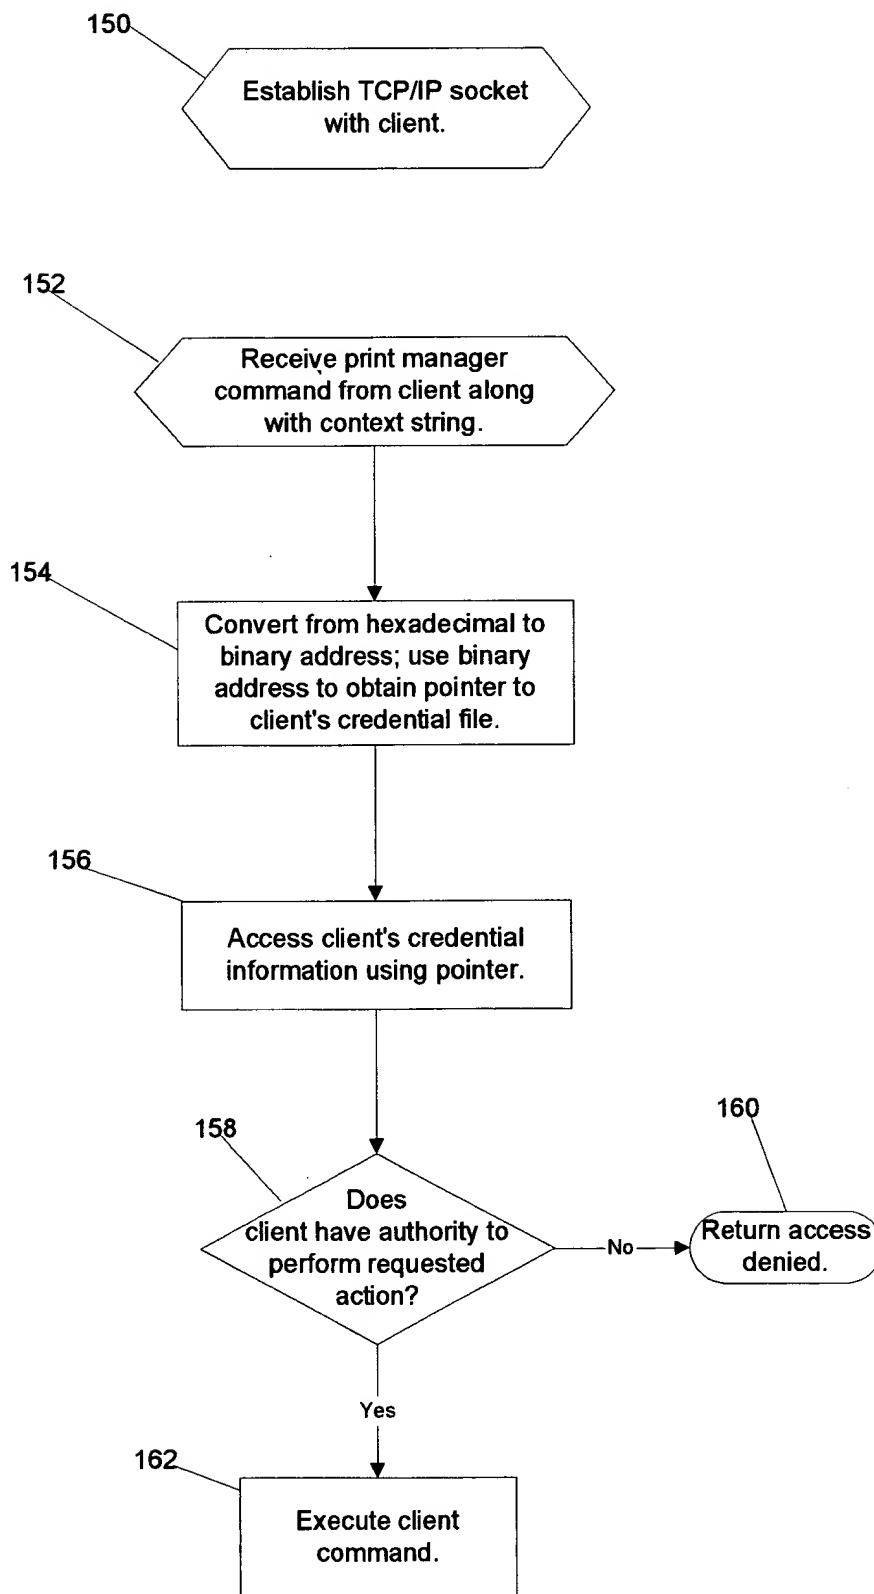 150
Establish TCP/IP socket
with client.
152
Receive print manager
command from client along
with context string.
154
Convert from hexadecimal to
binary address; use binary
address to obtain pointer to
client's credential file.
156
Access client's credential
information using pointer.
158
Does
client have authority to
perform requested
action?
No
160
Return access
denied.
Yes
162
Execute client
command.